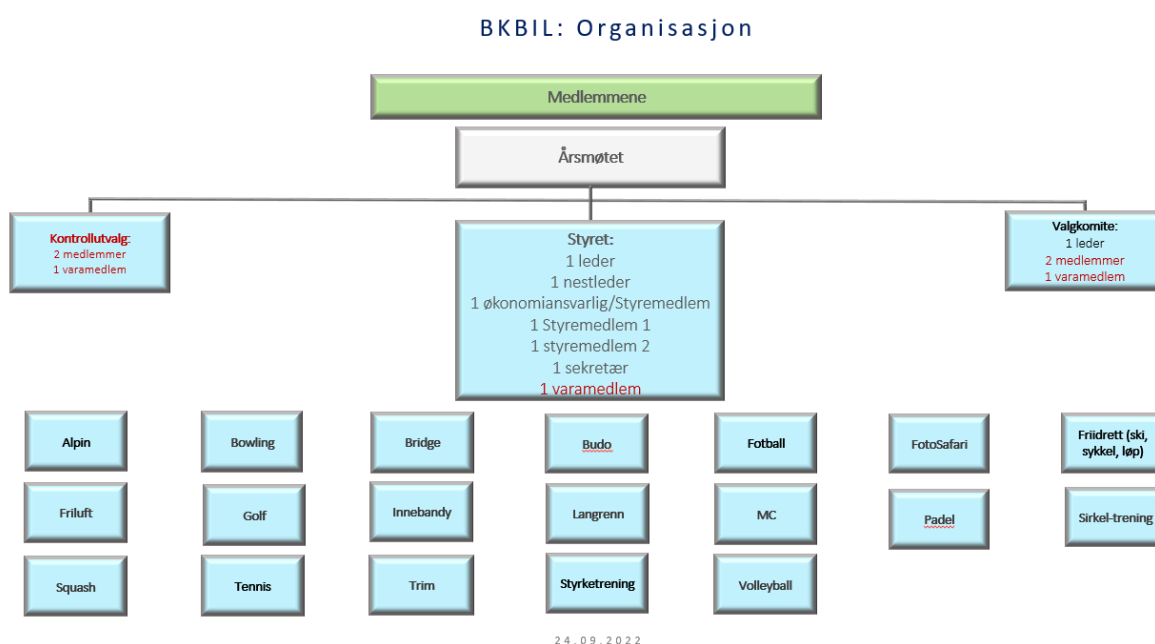 BKBIL: Organisasjon
Medlemmene
Årsmøtet
Kontrollutvalg:
2 medlemmer
1 varamedlem
Styret:
1 leder
1 nestleder
1 økonomiansvarlig/Styremedlem
1 Styremedlem 1
1 styremedlem 2
1 sekretær
1 varamedlem
Valgkomite:
1 leder
2 medlemmer
1 varamedlem
Alpin
Bowling
Bridge
Budo
Fotball
FotoSafari
Friidrett (ski,
sykkel, løp)
Friluft
Golf
Innebandy
Langrenn
MC
Padel
Sirkel-trening
Squash
Tennis
Trim
Styrketrening
Volleyball
24.09.2022